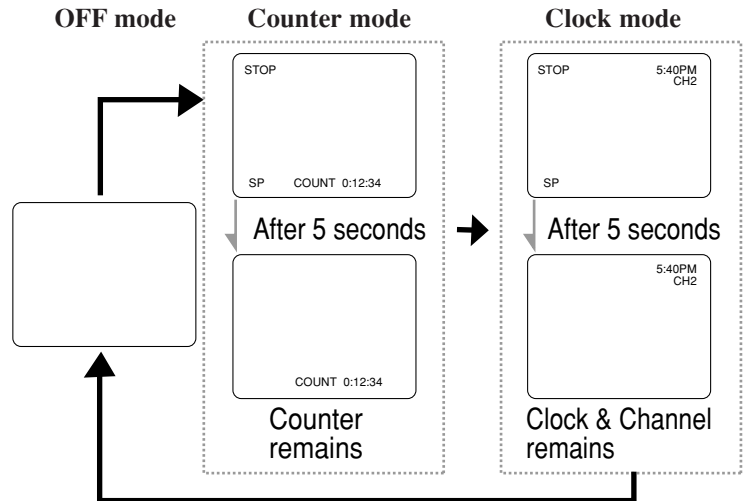 OFF mode
Counter mode
Clock mode
STOP
SP COUNT 0:12:34
After 5 seconds
COUNT 0:12:34
Counter
remains
STOP 5:40PM
CH2
SP
After 5 seconds
5:40PM
CH2
Clock & Channel
remains